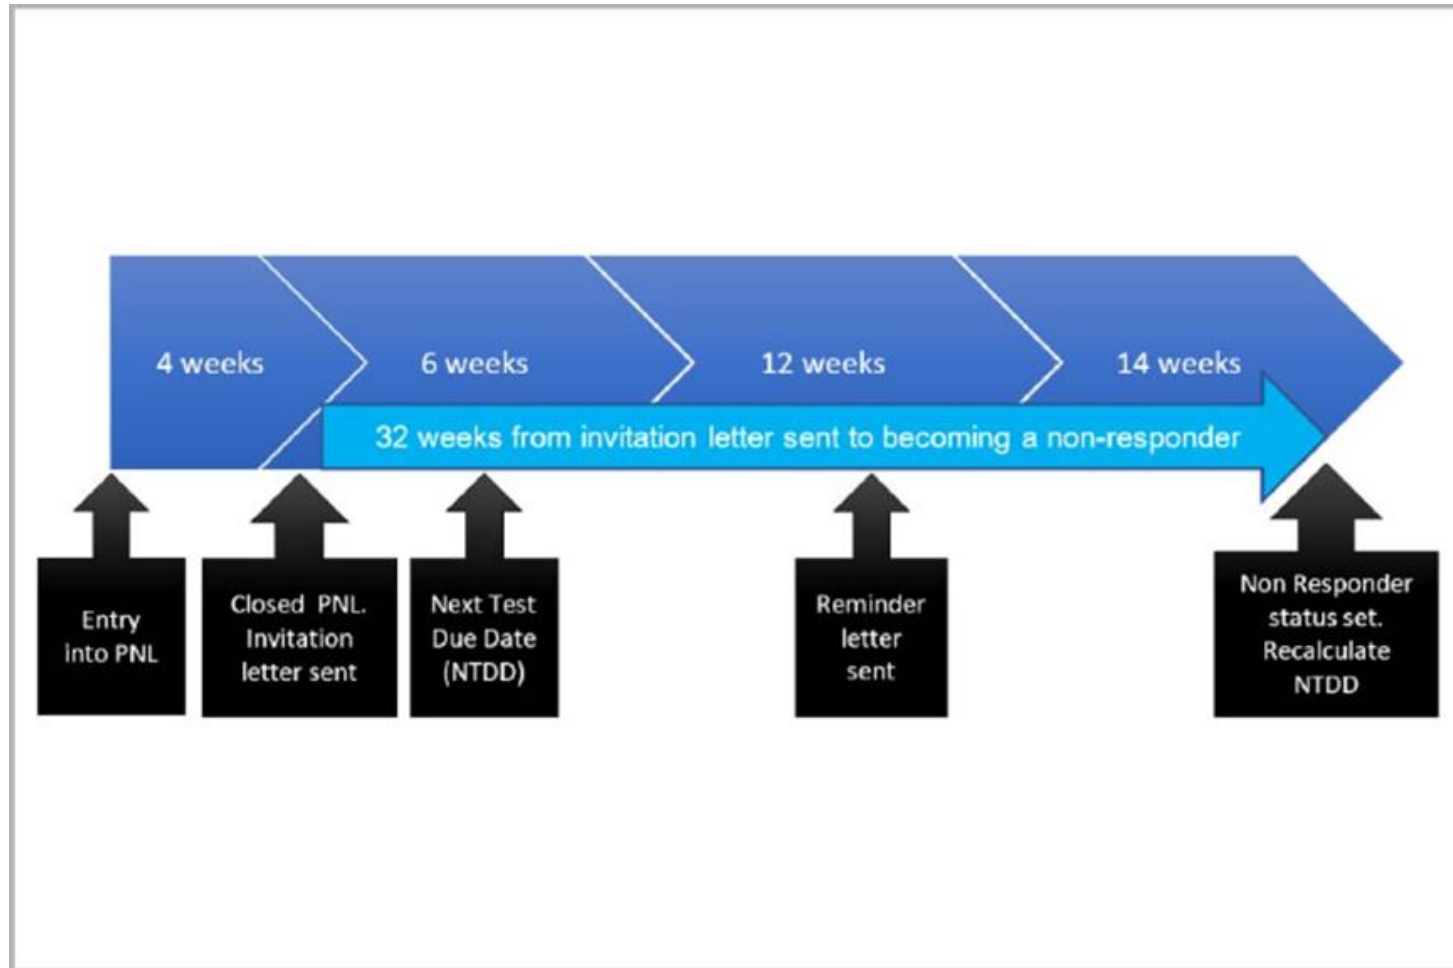 4 weeks
6 weeks
12 weeks
14 weeks
32 weeks from invitation letter sent to becoming a non-responder
Entry
into PNL
Closed PNL.
Invitation
letter sent
Next Test
Due Date
(NTDD)
Reminder
letter
sent
Non Responder
status set.
Recalculate
NTDD